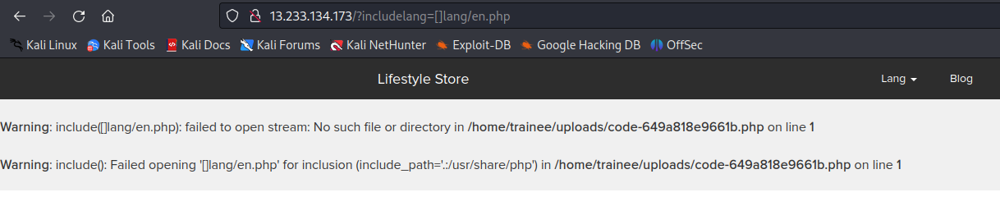 13.233.134.173/?includelang=[]lang/en.php
Kali Linux Kali Tools Kali Docs Kali Forums Kali NetHunter Exploit-DB Google Hacking DB OffSec
Lifestyle Store Lang Blog
Warning: include([]lang/en.php): failed to open stream: No such file or directory in /home/trainee/uploads/code-649a818e9661b.php on line 1
Warning: include(): Failed opening '[]lang/en.php' for inclusion (include_path='.:/usr/share/php') in /home/trainee/uploads/code-649a818e9661b.php on line 1